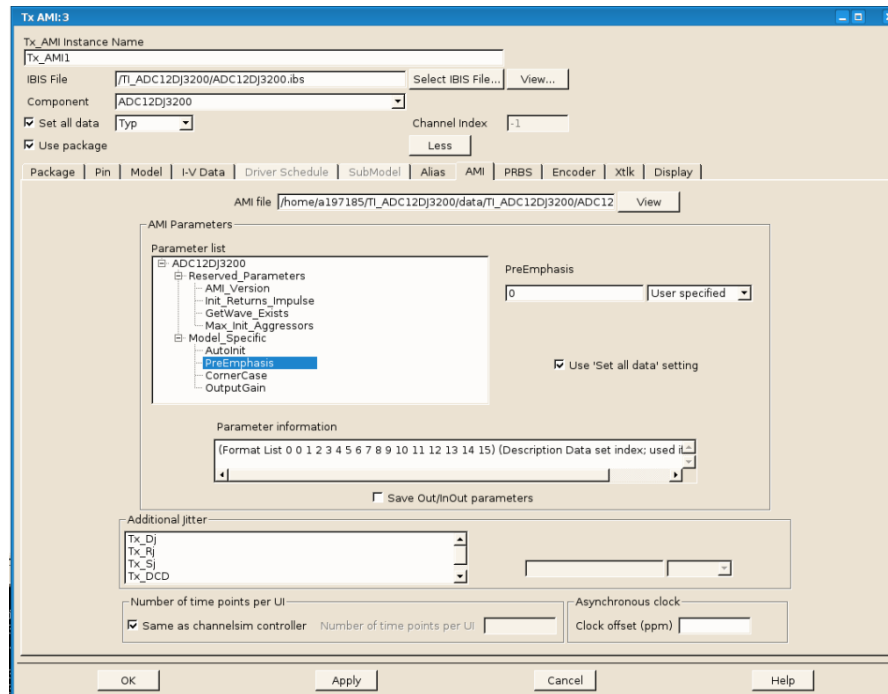 Tx AMI:3
Tx_AMI Instance Name
Tx_AMI1
IBIS File /TI_ADC12DJ3200/ADC12DJ3200.ibs Select IBIS File... View...
Component ADC12DJ3200
Set all data Typ Channel Index -1
Use package Less
Package Pin Model I-V Data Driver Schedule SubModel Alias AMI PRBS Encoder Xtlk Display
AMI file /home/a197185/TI_ADC12DJ3200/data/TI_ADC12DJ3200/ADC12 View
AMI Parameters
Parameter list
ADC12DJ3200
Reserved_Parameters
AMI_Version
Init_Returns_Impulse
GetWave_Exists
Max_Init_Aggressors
Model_Specific
AutoInit
PreEmphasis
CornerCase
OutputGain
PreEmphasis
0 User specified
Use 'Set all data' setting
Parameter information
(Format List 0 0 1 2 3 4 5 6 7 8 9 10 11 12 13 14 15) (Description Data set index; used
Save Out/InOut parameters
Additional Jitter
Tx_Dj
Tx_Rj
Tx_Sj
Tx_DCD
Number of time points per UI
Same as channelsim controller Number of time points per UI
Asynchronous clock
Clock offset (ppm)
OK Apply Cancel Help